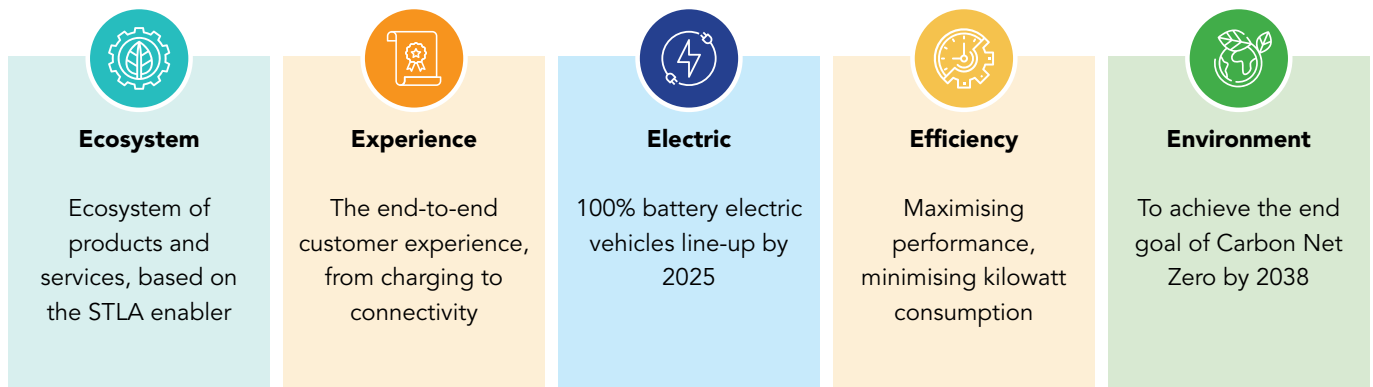 Ecosystem
Ecosystem of
products and
services, based on
the STLA enabler
Experience
The end-to-end
customer experience,
from charging to
connectivity
Electric
100% battery electric
vehicles line-up by
2025
Efficiency
Maximising
performance,
minimising kilowatt
consumption
Environment
To achieve the end
goal of Carbon Net
Zero by 2038